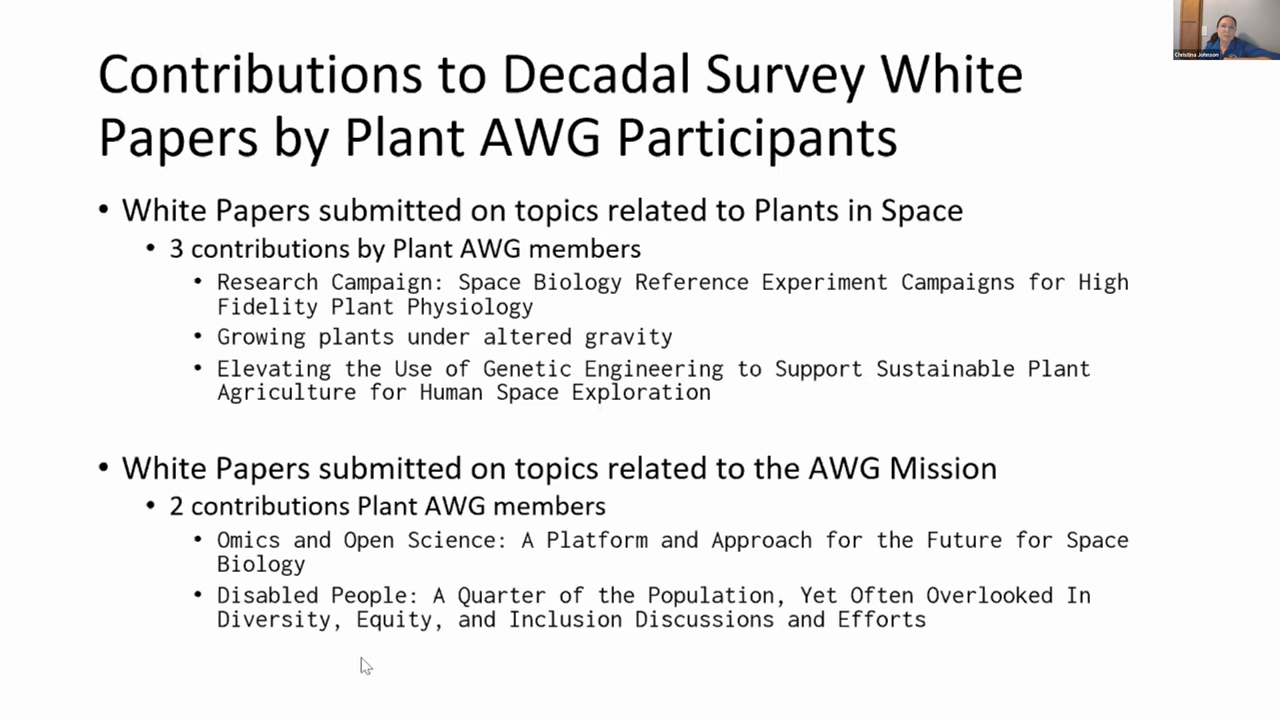 Contributions to Decadal Survey White
Papers by Plant AWG Participants
• White Papers submitted on topics related to Plants in Space
• 3 contributions by Plant AWG members
• Research Campaign: Space Biology Reference Experiment Campaigns for High
Fidelity Plant Physiology
• Growing plants under altered gravity
• Elevating the Use of Genetic Engineering to Support Sustainable Plant
Agriculture for Human Space Exploration
• White Papers submitted on topics related to the AWG Mission
• 2 contributions Plant AWG members
• Omics and Open Science: A Platform and Approach for the Future for Space
Biology
• Disabled People: A Quarter of the Population, Yet Often Overlooked In
Diversity, Equity, and Inclusion Discussions and Efforts
Christina Johnson